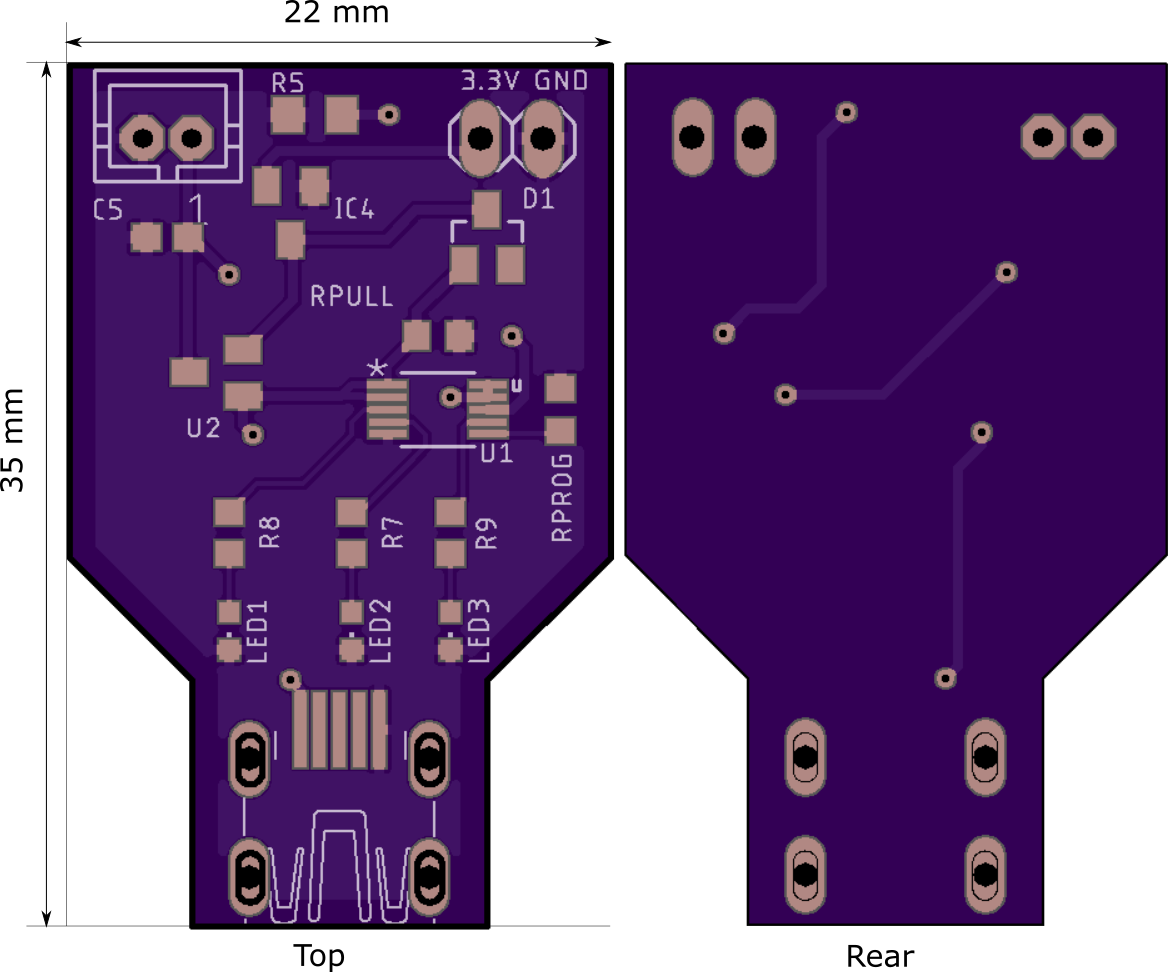 22 mm
R5
3.3V GND
C5
1
IC4
D1
RPULL
*
U2
U1
35 mm
RPROG
R8
R7
R9
LED1
LED2
LED3
Top
Rear